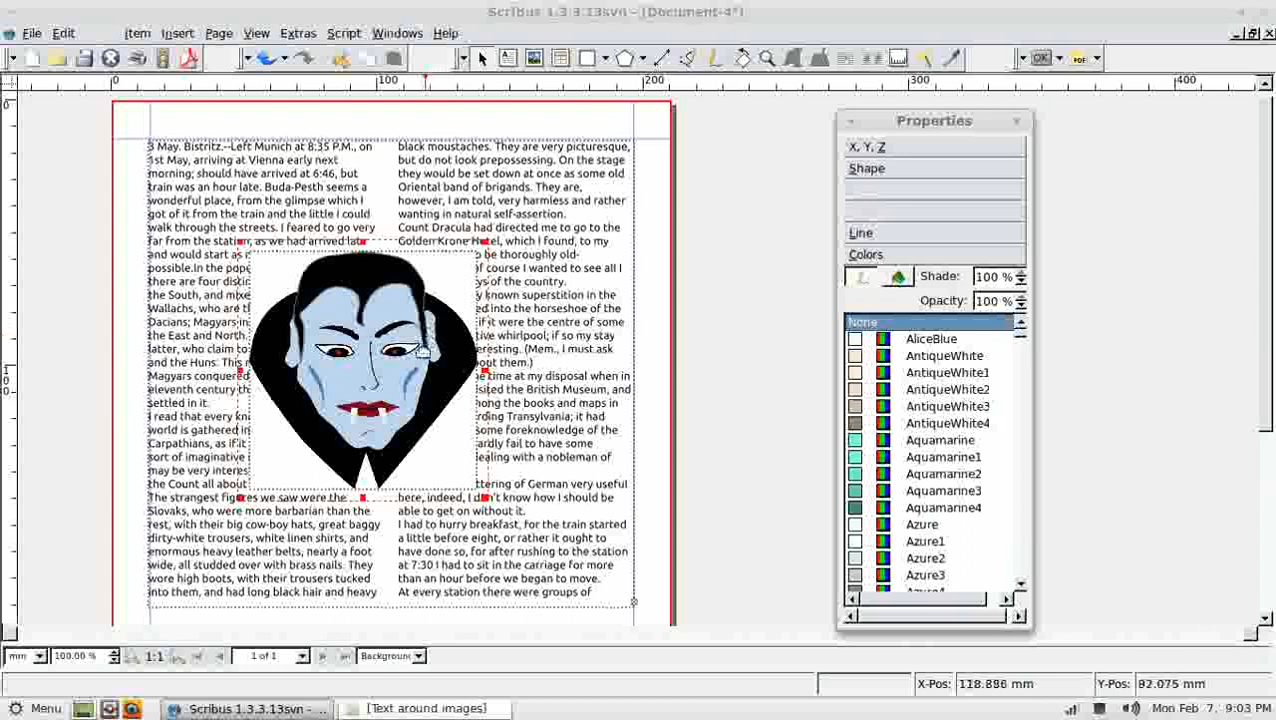 Scribus 1.3.3.13svn - [Document-4*]
File Edit Item Insert Page View Extras Script Windows Help
OK PDF
0 100 200 300 400
0
1
0
0
3 May. Bistritz.--Left Munich at 8:35 P.M., on
1st May, arriving at Vienna early next
morning; should have arrived at 6:46, but
train was an hour late. Buda-Pesth seems a
wonderful place, from the glimpse which I
got of it from the train and the little I could
walk through the streets. I feared to go very
far from the station, as we had arrived late
and would start as
possible.In the pope
there are four distin
the South, and mixe
Wallachs, who are t
Dacians; Magyars in
the East and North.
latter, who claim to
and the Huns. This
Magyars conquered
eleventh century th
settled in it.
I read that every kn
world is gathered in
Carpathians, as if it
sort of imaginative
may be very interes
the Count all about
The strangest figures we saw were the
Slovaks, who were more barbarian than the
rest, with their big cow-boy hats, great baggy
dirty-white trousers, white linen shirts, and
enormous heavy leather belts, nearly a foot
wide, all studded over with brass nails. They
wore high boots, with their trousers tucked
into them, and had long black hair and heavy
black moustaches. They are very picturesque,
but do not look prepossessing. On the stage
they would be set down at once as some old
Oriental band of brigands. They are,
however, I am told, very harmless and rather
wanting in natural self-assertion.
Count Dracula had directed me to go to the
Golden Krone Hotel, which I found, to my
o be thoroughly old-
of course I wanted to see all I
ys of the country.
y known superstition in the
ed into the horseshoe of the
if it were the centre of some
tive whirlpool; if so my stay
eresting. (Mem., I must ask
out them.)
e time at my disposal when in
isited the British Museum, and
ong the books and maps in
rding Transylvania; it had
some foreknowledge of the
ardly fail to have some
ealing with a nobleman of
ttering of German very useful
here, indeed, I don't know how I should be
able to get on without it.
I had to hurry breakfast, for the train started
a little before eight, or rather it ought to
have done so, for after rushing to the station
at 7:30 I had to sit in the carriage for more
than an hour before we began to move.
At every station there were groups of
Properties
X, Y, Z
Shape
Line
Colors
Shade: 100 %
Opacity: 100 %
None
AliceBlue
AntiqueWhite
AntiqueWhite1
AntiqueWhite2
AntiqueWhite3
AntiqueWhite4
Aquamarine
Aquamarine1
Aquamarine2
Aquamarine3
Aquamarine4
Azure
Azure1
Azure2
Azure3
Azure4
mm 100.00 % 1:1 1 of 1 Background
X-Pos: 118.886 mm Y-Pos: 92.075 mm
Menu Scribus 1.3.3.13svn - ... [Text around images] Mon Feb 7, 9:03 PM